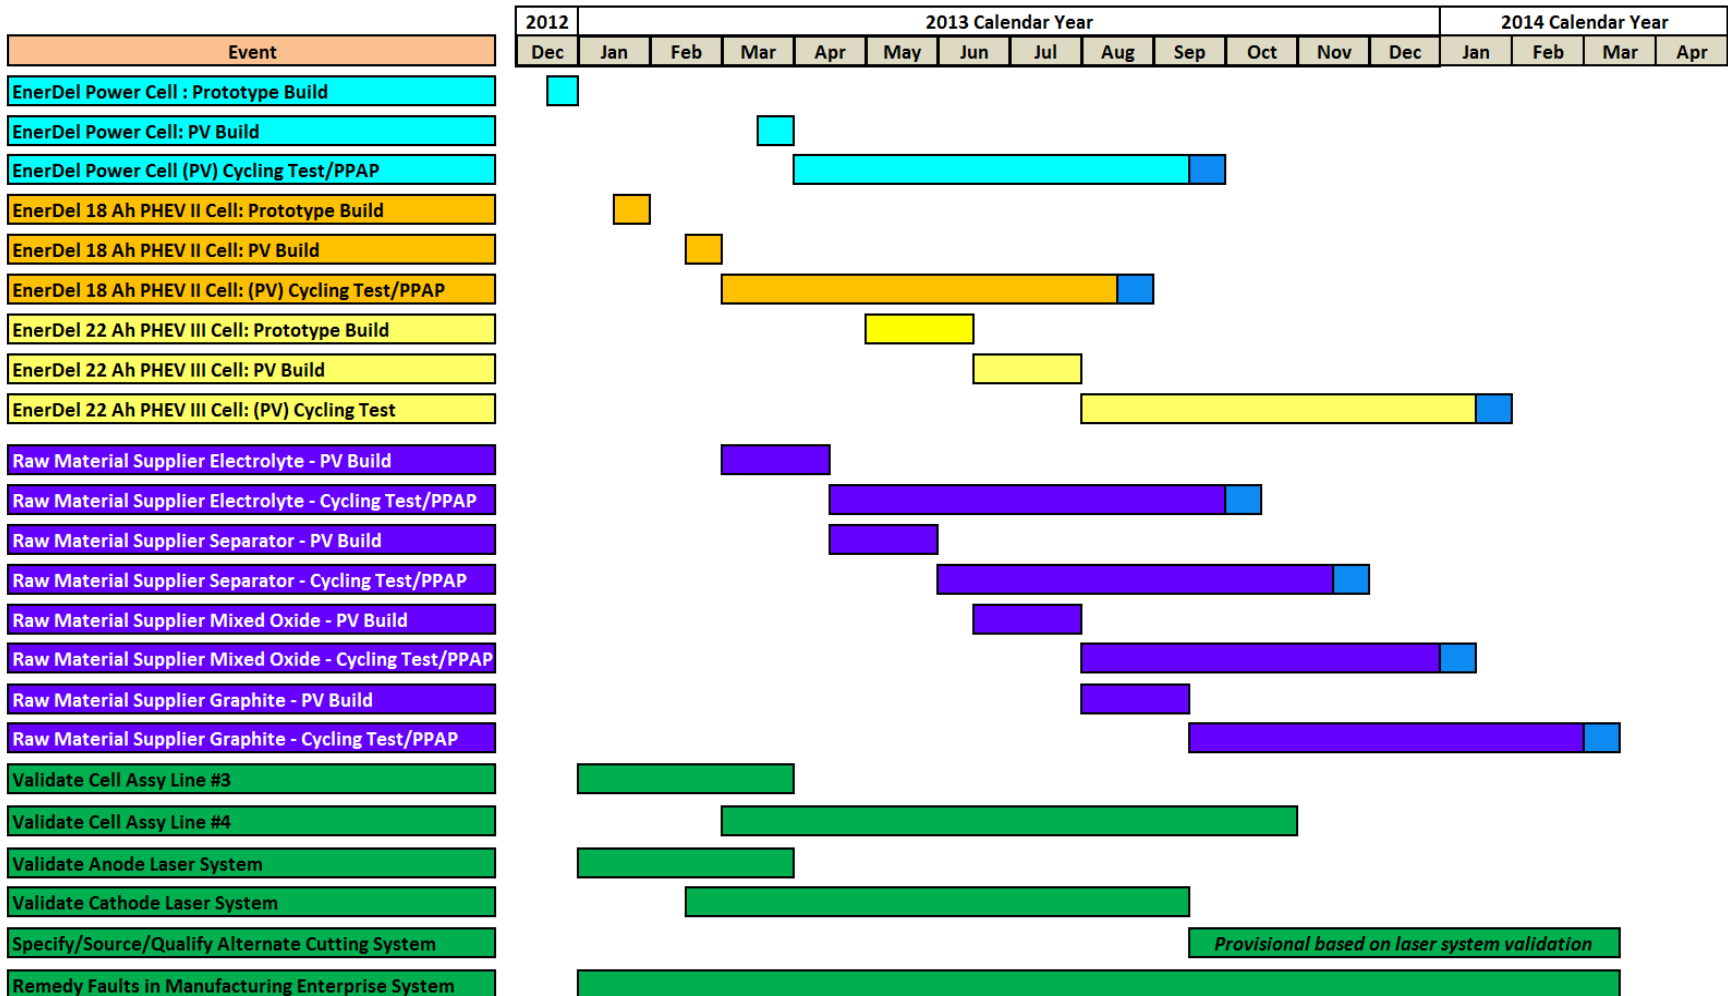 2012 2013 Calendar Year 2014 Calendar Year
Event Dec Jan Feb Mar Apr May Jun Jul Aug Sep Oct Nov Dec Jan Feb Mar Apr
EnerDel Power Cell : Prototype Build
EnerDel Power Cell: PV Build
EnerDel Power Cell (PV) Cycling Test/PPAP
EnerDel 18 Ah PHEV II Cell: Prototype Build
EnerDel 18 Ah PHEV II Cell: PV Build
EnerDel 18 Ah PHEV II Cell: (PV) Cycling Test/PPAP
EnerDel 22 Ah PHEV III Cell: Prototype Build
EnerDel 22 Ah PHEV III Cell: PV Build
EnerDel 22 Ah PHEV III Cell: (PV) Cycling Test
Raw Material Supplier Electrolyte - PV Build
Raw Material Supplier Electrolyte - Cycling Test/PPAP
Raw Material Supplier Separator - PV Build
Raw Material Supplier Separator - Cycling Test/PPAP
Raw Material Supplier Mixed Oxide - PV Build
Raw Material Supplier Mixed Oxide - Cycling Test/PPAP
Raw Material Supplier Graphite - PV Build
Raw Material Supplier Graphite - Cycling Test/PPAP
Validate Cell Assy Line #3
Validate Cell Assy Line #4
Validate Anode Laser System
Validate Cathode Laser System
Specify/Source/Qualify Alternate Cutting System Provisional based on laser system validation
Remedy Faults in Manufacturing Enterprise System